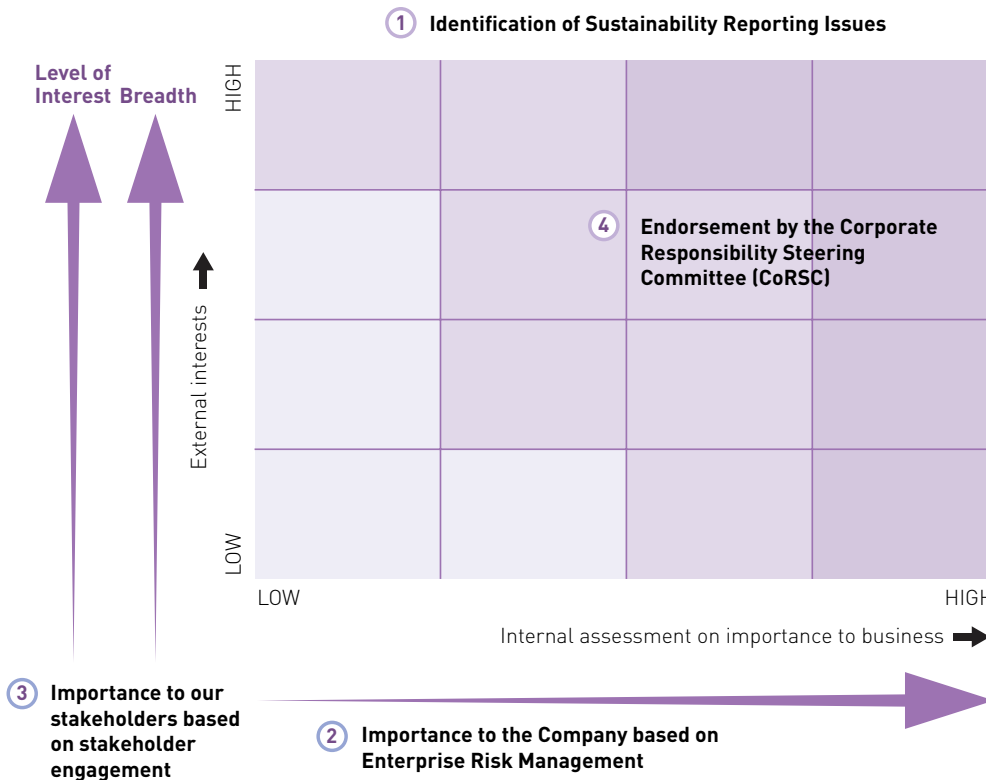 1 Identification of Sustainability Reporting Issues
Level of
Interest
Breadth
HIGH
External interests
LOW
4 Endorsement by the Corporate
Responsibility Steering
Committee (CoRSC)
LOW
HIGH
Internal assessment on importance to business
3 Importance to our
stakeholders based
on stakeholder
engagement
2 Importance to the Company based on
Enterprise Risk Management